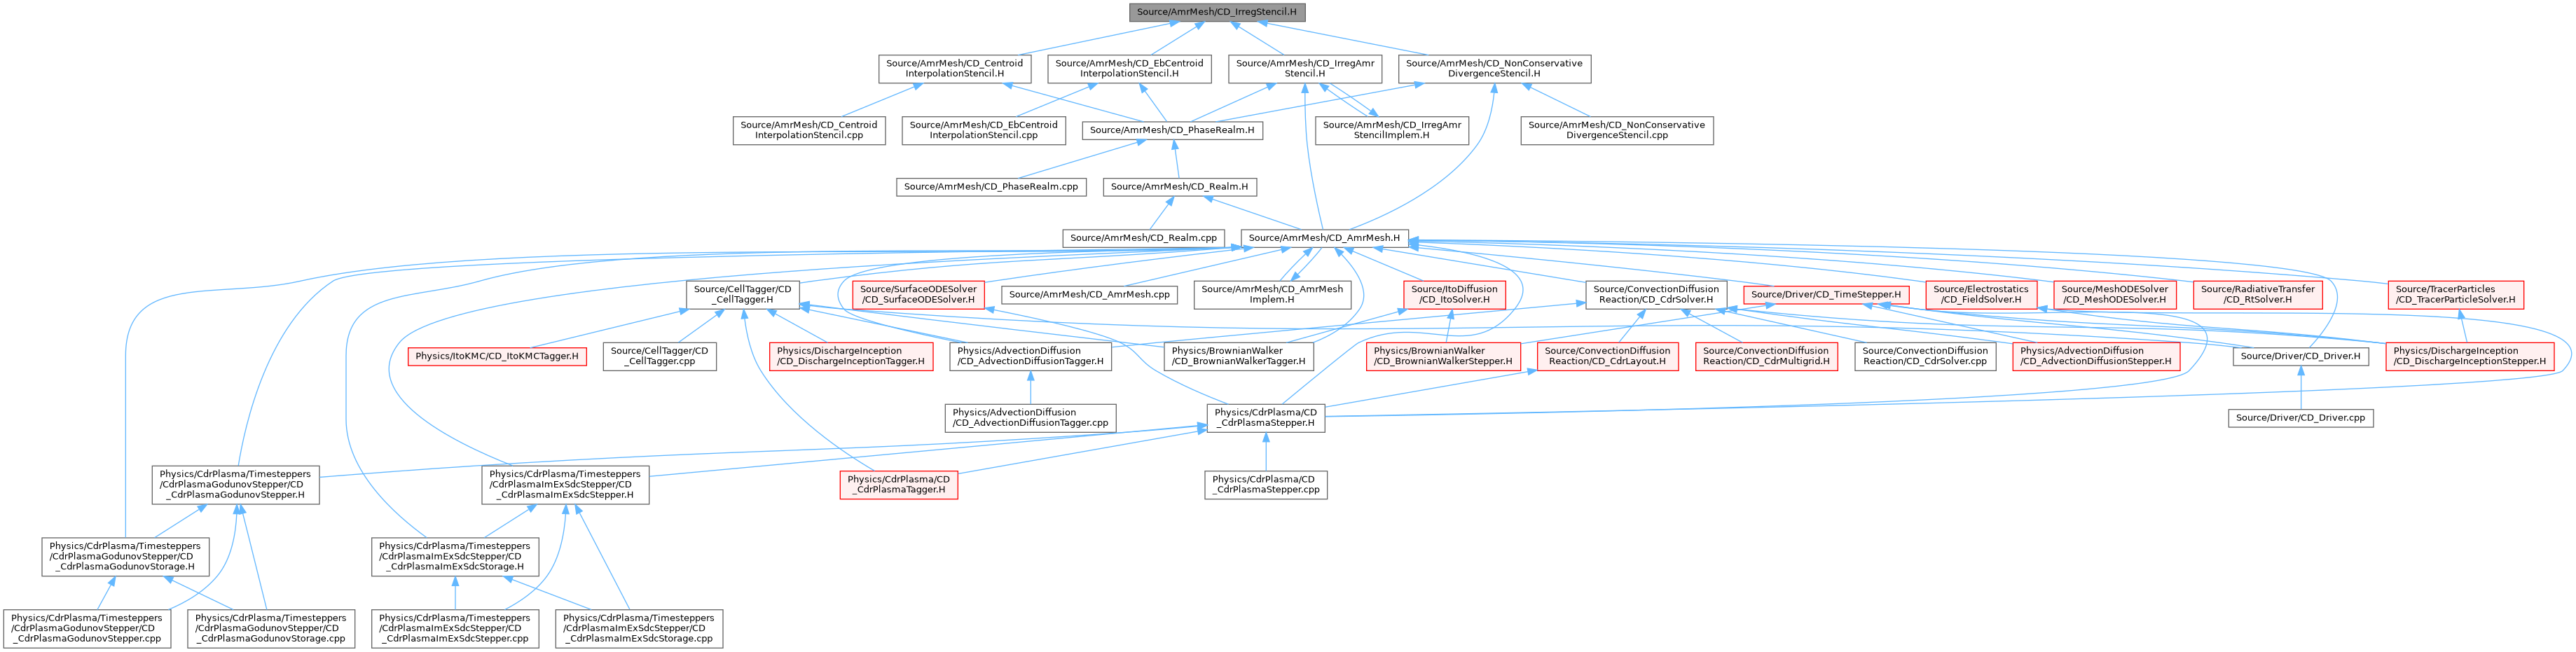 Source/AmrMesh/CD_IrregStencil.H
Source/AmrMesh/CD_Centroid
InterpolationStencil.H
Source/AmrMesh/CD_EbCentroid
InterpolationStencil.H
Source/AmrMesh/CD_IrregAmr
Stencil.H
Source/AmrMesh/CD_NonConservative
DivergenceStencil.H
Source/AmrMesh/CD_Centroid
InterpolationStencil.cpp
Source/AmrMesh/CD_EbCentroid
InterpolationStencil.cpp
Source/AmrMesh/CD_PhaseRealm.H
Source/AmrMesh/CD_IrregAmr
StencilImplem.H
Source/AmrMesh/CD_NonConservative
DivergenceStencil.cpp
Source/AmrMesh/CD_PhaseRealm.cpp
Source/AmrMesh/CD_Realm.H
Source/AmrMesh/CD_Realm.cpp
Source/AmrMesh/CD_AmrMesh.H
Source/CellTagger/CD
_CellTagger.H
Source/SurfaceODESolver
/CD_SurfaceODESolver.H
Source/AmrMesh/CD_AmrMesh.cpp
Source/AmrMesh/CD_AmrMesh
Implem.H
Source/ItoDiffusion
/CD_ItoSolver.H
Source/ConvectionDiffusion
Reaction/CD_CdrSolver.H
Source/Driver/CD_TimeStepper.H
Source/Electrostatics
/CD_FieldSolver.H
Source/MeshODESolver
/CD_MeshODESolver.H
Source/RadiativeTransfer
/CD_RtSolver.H
Source/TracerParticles
/CD_TracerParticleSolver.H
Physics/ItoKMC/CD_ItoKMCTagger.H
Source/CellTagger/CD
_CellTagger.cpp
Physics/DischargeInception
/CD_DischargeInceptionTagger.H
Physics/AdvectionDiffusion
/CD_AdvectionDiffusionTagger.H
Physics/BrownianWalker
/CD_BrownianWalkerTagger.H
Physics/BrownianWalker
/CD_BrownianWalkerStepper.H
Source/ConvectionDiffusion
Reaction/CD_CdrLayout.H
Source/ConvectionDiffusion
Reaction/CD_CdrMultigrid.H
Source/ConvectionDiffusion
Reaction/CD_CdrSolver.cpp
Physics/AdvectionDiffusion
/CD_AdvectionDiffusionStepper.H
Source/Driver/CD_Driver.H
Physics/DischargeInception
/CD_DischargeInceptionStepper.H
Physics/AdvectionDiffusion
/CD_AdvectionDiffusionTagger.cpp
Physics/CdrPlasma/CD
_CdrPlasmaStepper.H
Source/Driver/CD_Driver.cpp
Physics/CdrPlasma/Timesteppers
/CdrPlasmaGodunovStepper/CD
_CdrPlasmaGodunovStepper.H
Physics/CdrPlasma/Timesteppers
/CdrPlasmaImExSdcStepper/CD
_CdrPlasmaImExSdcStepper.H
Physics/CdrPlasma/CD
_CdrPlasmaTagger.H
Physics/CdrPlasma/CD
_CdrPlasmaStepper.cpp
Physics/CdrPlasma/Timesteppers
/CdrPlasmaGodunovStepper/CD
_CdrPlasmaGodunovStorage.H
Physics/CdrPlasma/Timesteppers
/CdrPlasmaImExSdcStepper/CD
_CdrPlasmaImExSdcStorage.H
Physics/CdrPlasma/Timesteppers
/CdrPlasmaGodunovStepper/CD
_CdrPlasmaGodunovStepper.cpp
Physics/CdrPlasma/Timesteppers
/CdrPlasmaGodunovStepper/CD
_CdrPlasmaGodunovStorage.cpp
Physics/CdrPlasma/Timesteppers
/CdrPlasmaImExSdcStepper/CD
_CdrPlasmaImExSdcStepper.cpp
Physics/CdrPlasma/Timesteppers
/CdrPlasmaImExSdcStepper/CD
_CdrPlasmaImExSdcStorage.cpp